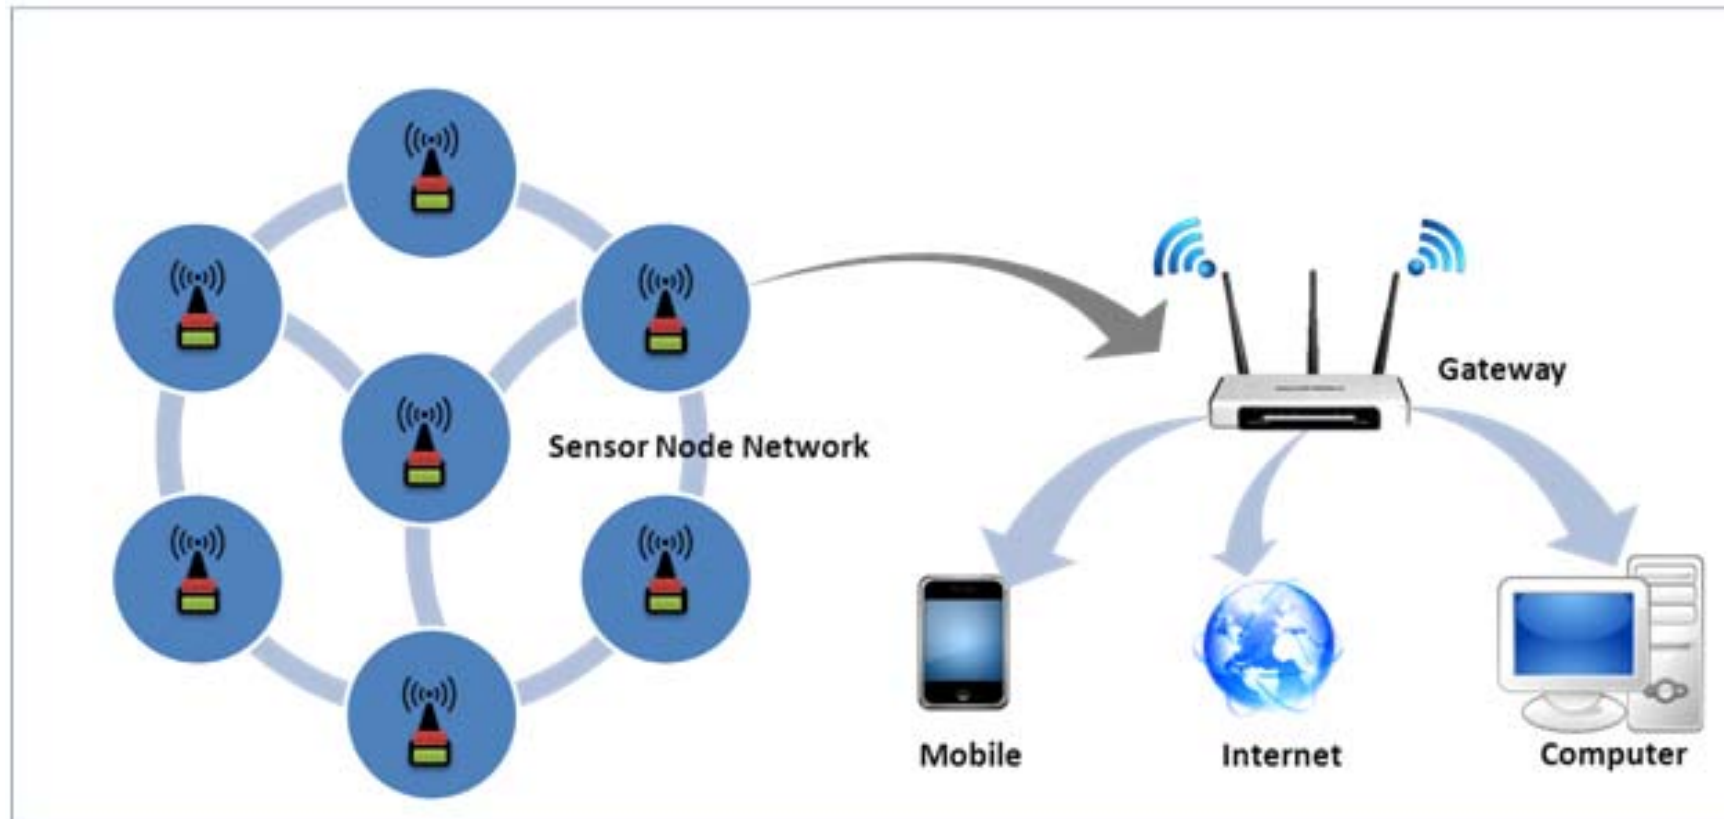 Sensor Node Network
Gateway
Mobile
Internet
Computer